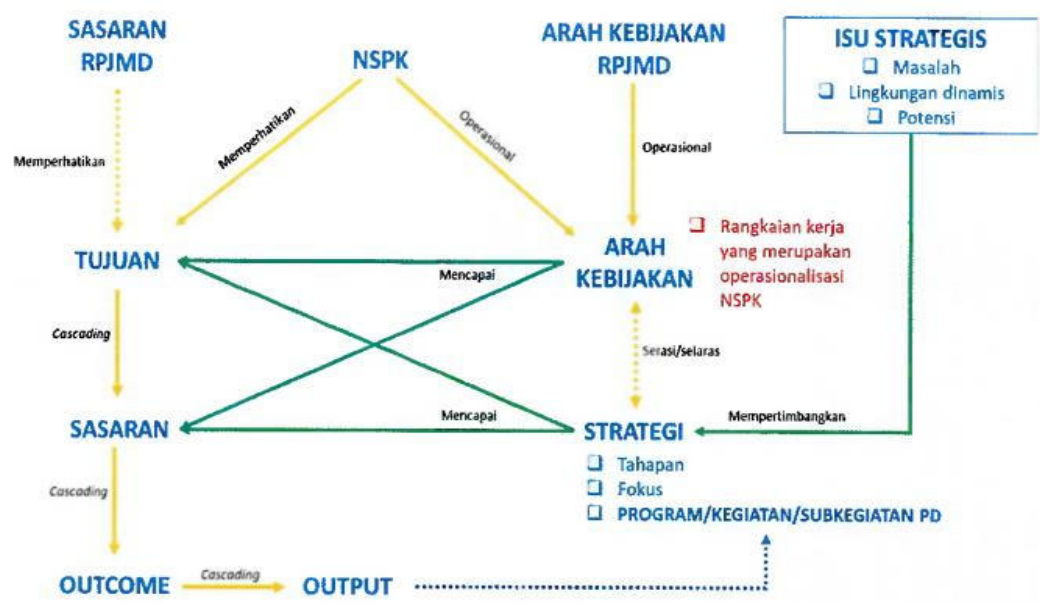 SASARAN
RPJMD
NSPK
ARAH KEBIJAKAN
RPJMD
ISU STRATEGIS
Masalah
Lingkungan dinamis
Potensi
Memperhatikan
Memperhatikan
Operasional
Operasional
TUJUAN
ARAH
KEBIJAKAN
Rangkaian kerja
yang merupakan
operasionalisasi
NSPK
Mencapai
Cascading
Serasi/selaras
SASARAN
Mencapai
STRATEGI
Mempertimbangkan
Tahapan
Fokus
PROGRAM/KEGIATAN/SUBKEGIATAN PD
Cascading
OUTCOME
Cascading
OUTPUT